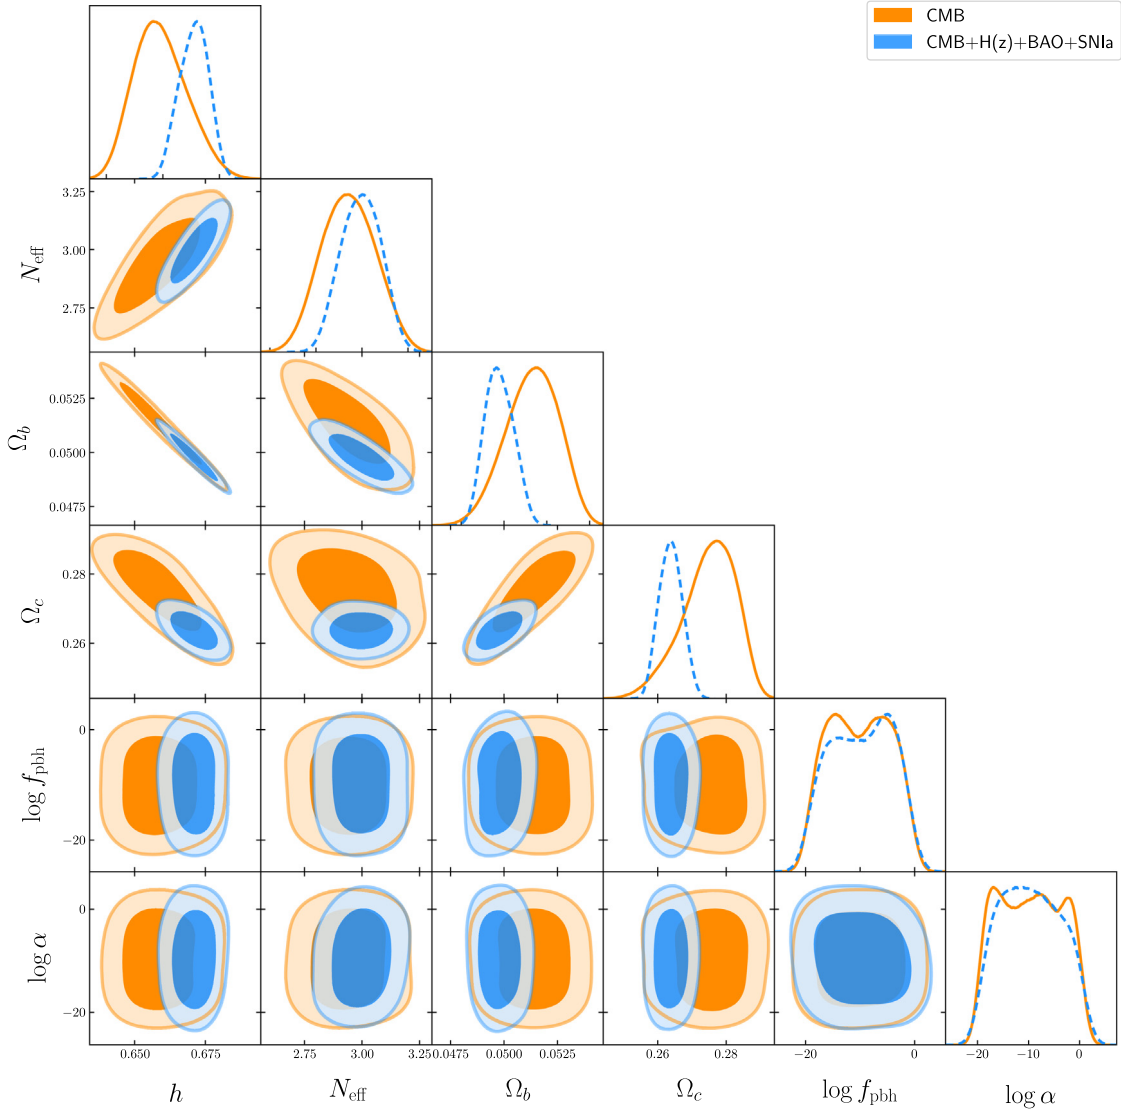 CMB
CMB+H(z)+BAO+SNIa
3.25
3.00
2.75
N_eff
0.0525
0.0500
0.0475
Ω_b
0.28
0.26
Ω_c
0
−20
log f_pbh
0
−20
log α
0.650 0.675 2.75 3.00 3.25 0.0475 0.0500 0.0525 0.26 0.28 −20 0 −20 −10 0
h N_eff Ω_b Ω_c log f_pbh log α